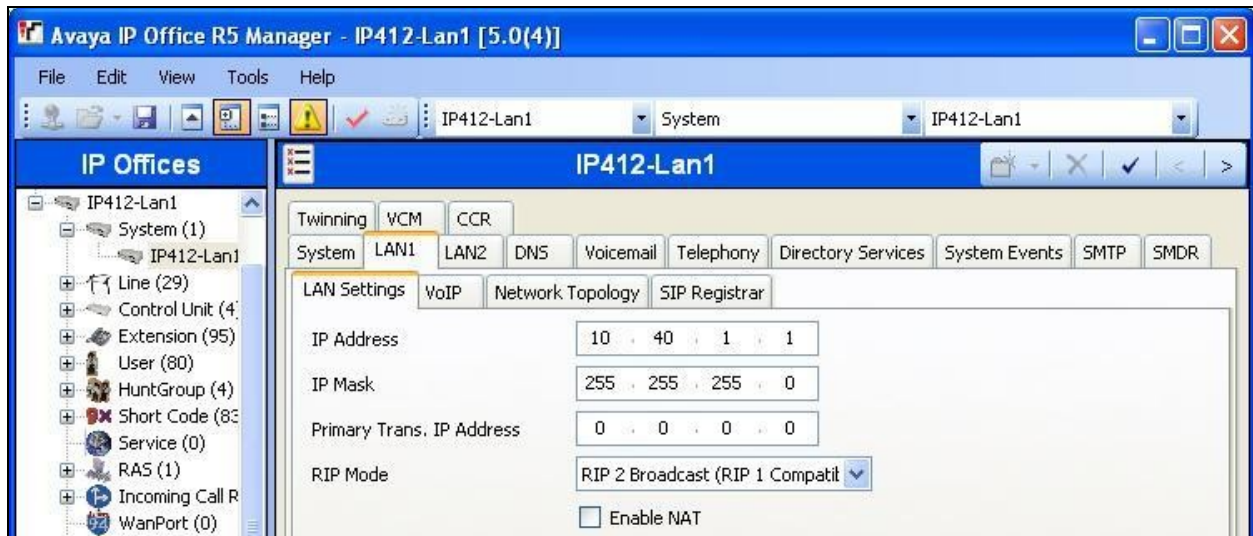 Avaya IP Office R5 Manager - IP412-Lan1 [5.0(4)]
File Edit View Tools Help
IP412-Lan1 System IP412-Lan1
IP Offices
IP412-Lan1
System (1)
IP412-Lan1
Line (29)
Control Unit (4
Extension (95)
User (80)
HuntGroup (4)
9x Short Code (83
Service (0)
RAS (1)
Incoming Call R
WanPort (0)
IP412-Lan1
Twinning VCM CCR
System LAN1 LAN2 DNS Voicemail Telephony Directory Services System Events SMTP SMDR
LAN Settings VoIP Network Topology SIP Registrar
IP Address 10 . 40 . 1 . 1
IP Mask 255 . 255 . 255 . 0
Primary Trans. IP Address 0 . 0 . 0 . 0
RIP Mode RIP 2 Broadcast (RIP 1 Compatit
Enable NAT